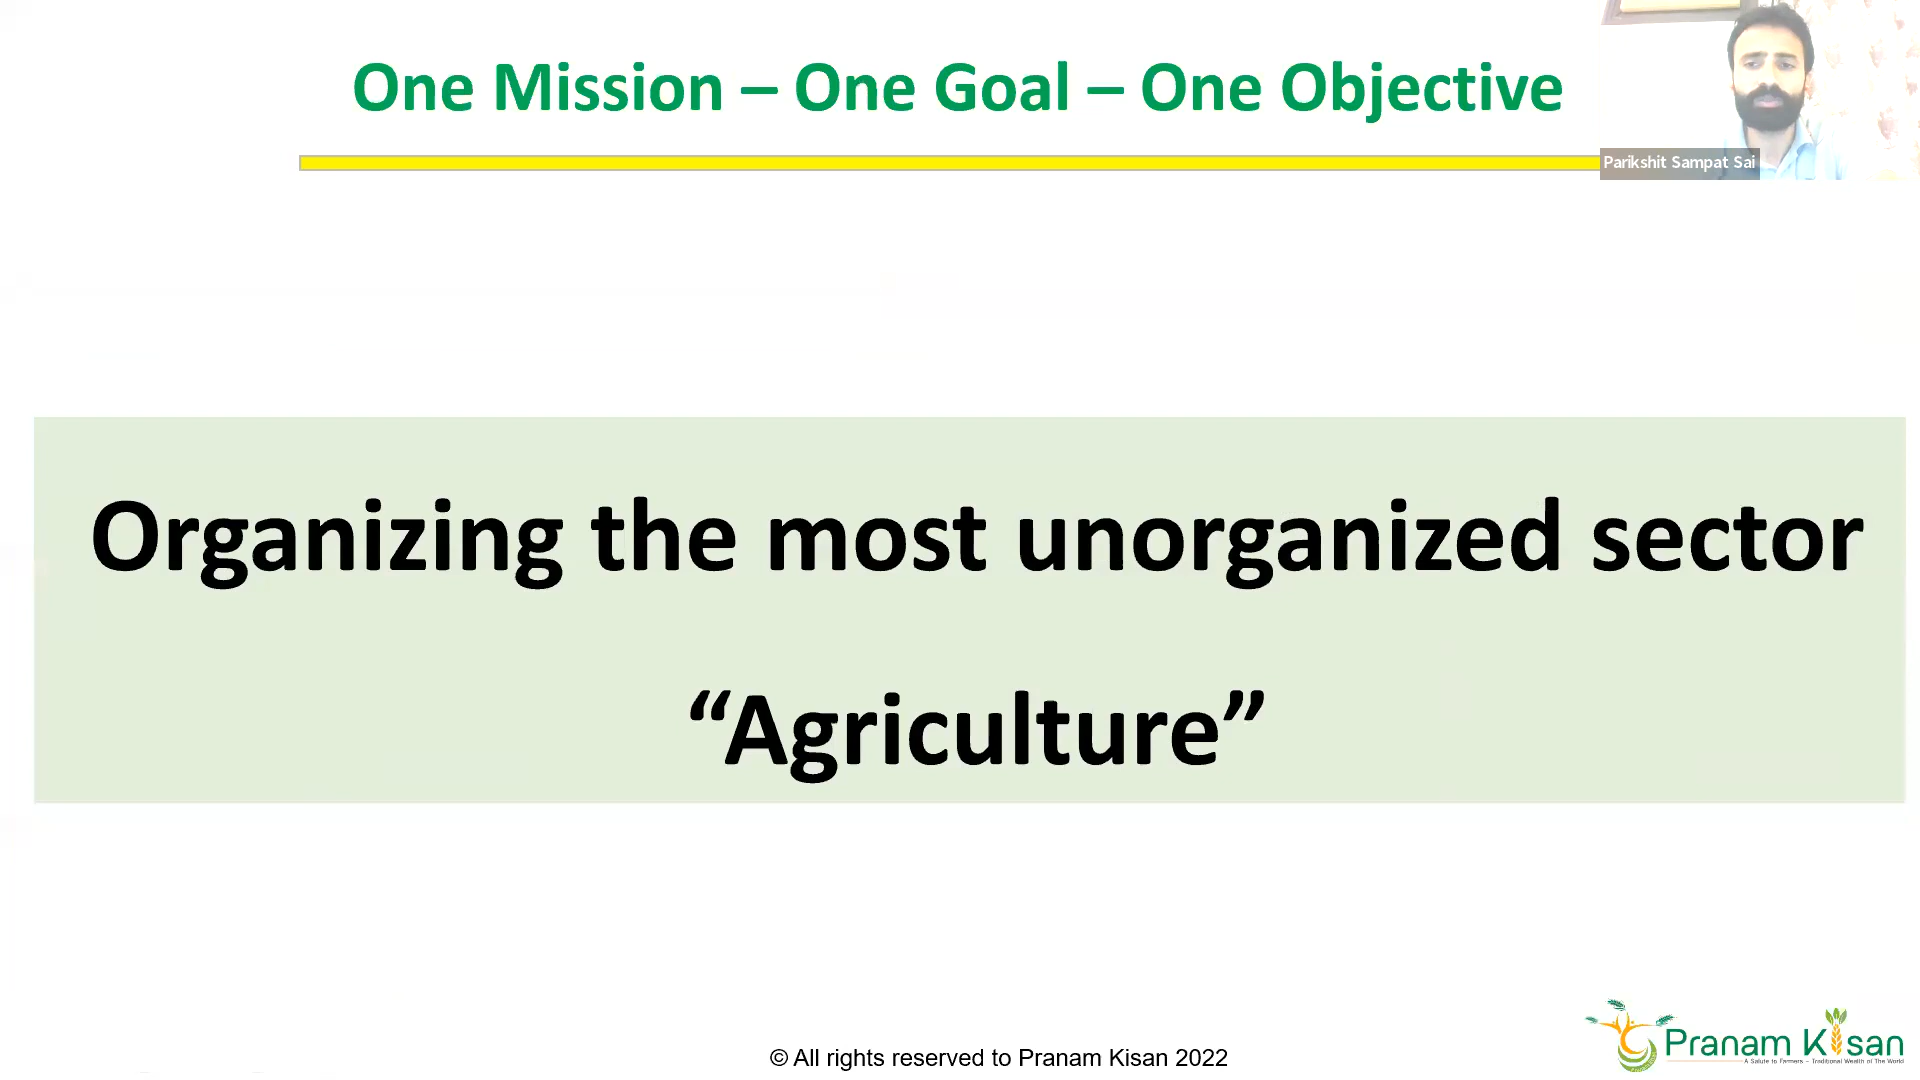 One Mission – One Goal – One Objective
Parikshit Sampat Sai
Organizing the most unorganized sector
“Agriculture”
© All rights reserved to Pranam Kisan 2022
Pranam Kisan
A Salute to Farmers – Traditional Wealth of The World